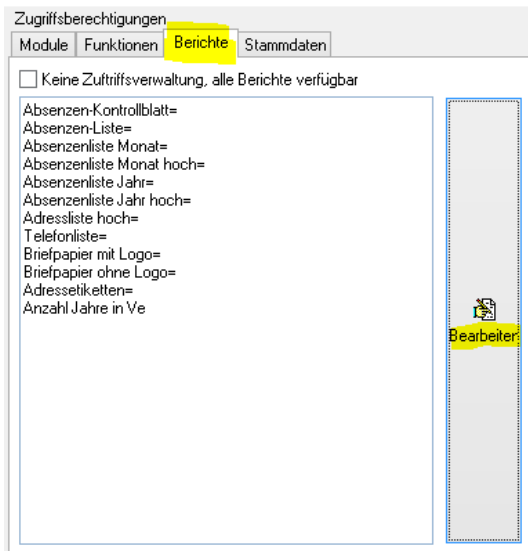 Zugriffsberechtigungen
Module Funktionen Berichte Stammdaten
Keine Zuftriffsverwaltung, alle Berichte verfügbar
Absenzen-Kontrollblatt=
Absenzen-Liste=
Absenzenliste Monat=
Absenzenliste Monat hoch=
Absenzenliste Jahr=
Absenzenliste Jahr hoch=
Adressliste hoch=
Telefonliste=
Briefpapier mit Logo=
Briefpapier ohne Logo=
Adressetiketten=
Anzahl Jahre in Ve
Bearbeiter